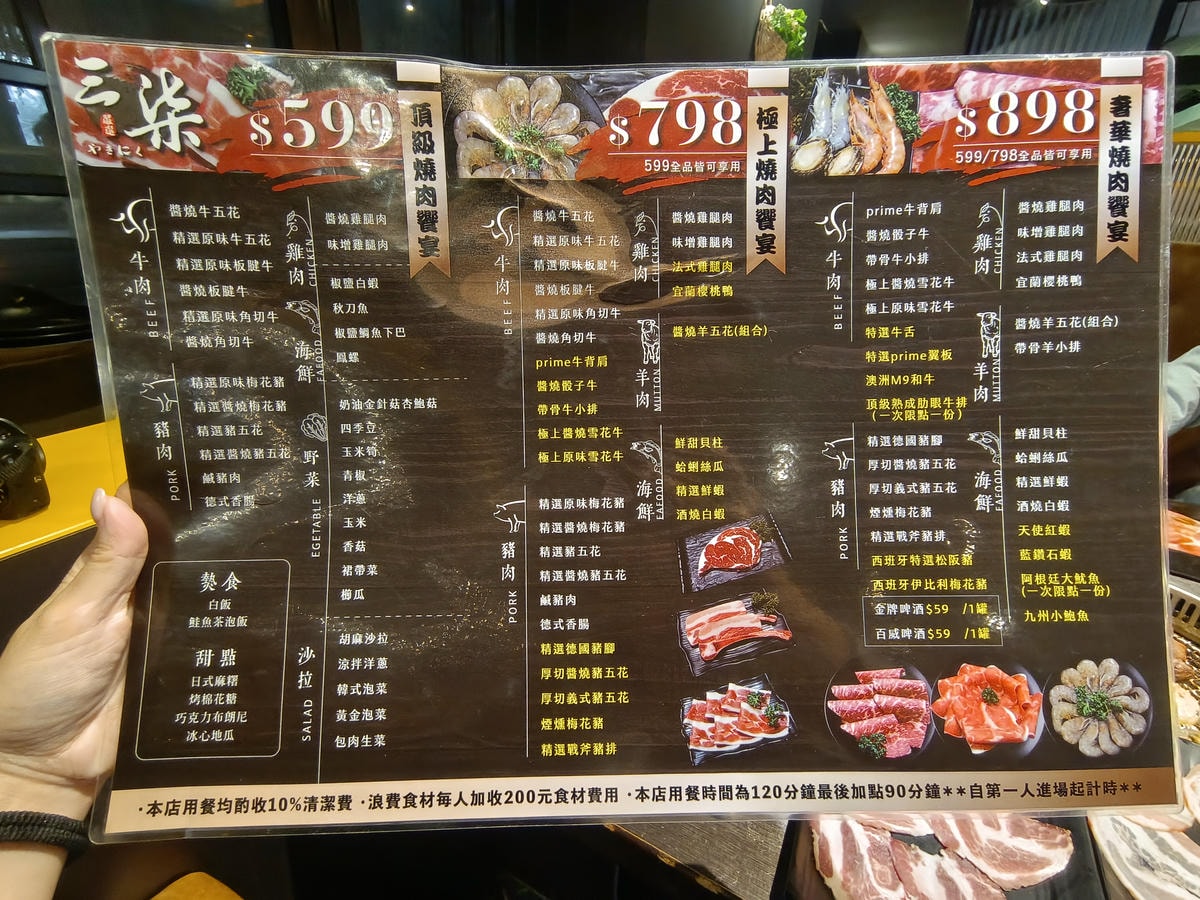 三柒
嚴選
やきにく
$599
頂級燒肉饗宴
牛肉
BEEF
醬燒牛五花
精選原味牛五花
精選原味板腱牛
醬燒板腱牛
精選原味角切牛
醬燒角切牛
豬肉
PORK
精選原味梅花豬
精選醬燒梅花豬
精選豬五花
精選醬燒豬五花
鹹豬肉
德式香腸
熟食
白飯
鮭魚茶泡飯
甜點
日式麻糬
烤棉花糖
巧克力布朗尼
冰心地瓜
雞肉
CHICKEN
醬燒雞腿肉
味增雞腿肉
海鮮
EAFOOD
椒鹽白蝦
秋刀魚
椒鹽鯛魚下巴
鳳螺
野菜
EGETABLE
奶油金針菇杏鮑菇
四季豆
玉米筍
青椒
洋蔥
玉米
香菇
裙帶菜
櫛瓜
沙拉
SALAD
胡麻沙拉
涼拌洋蔥
韓式泡菜
黃金泡菜
包肉生菜
$798
599全品皆可享用
極上燒肉饗宴
牛肉
BEEF
醬燒牛五花
精選原味牛五花
精選原味板腱牛
醬燒板腱牛
精選原味角切牛
醬燒角切牛
prime牛背肩
醬燒骰子牛
帶骨牛小排
極上醬燒雪花牛
極上原味雪花牛
豬肉
PORK
精選原味梅花豬
精選醬燒梅花豬
精選豬五花
精選醬燒豬五花
鹹豬肉
德式香腸
精選德國豬腳
厚切醬燒豬五花
厚切義式豬五花
煙燻梅花豬
精選戰斧豬排
雞肉
CHICKEN
醬燒雞腿肉
味增雞腿肉
法式雞腿肉
宜蘭櫻桃鴨
羊肉
MUTTON
醬燒羊五花(組合)
海鮮
EAFOOD
鮮甜貝柱
蛤蜊絲瓜
精選鮮蝦
酒燒白蝦
$898
599/798全品皆可享用
奢華燒肉饗宴
牛肉
BEEF
prime牛背肩
醬燒骰子牛
帶骨牛小排
極上醬燒雪花牛
極上原味雪花牛
特選牛舌
特選prime翼板
澳洲M9和牛
頂級熟成肋眼牛排
(一次限點一份)
豬肉
PORK
精選德國豬腳
厚切醬燒豬五花
厚切義式豬五花
煙燻梅花豬
精選戰斧豬排
西班牙特選松阪豬
西班牙伊比利梅花豬
金牌啤酒$59 /1罐
百威啤酒$59 /1罐
雞肉
CHICKEN
醬燒雞腿肉
味增雞腿肉
法式雞腿肉
宜蘭櫻桃鴨
羊肉
MUTTON
醬燒羊五花(組合)
帶骨羊小排
海鮮
EAFOOD
鮮甜貝柱
蛤蜊絲瓜
精選鮮蝦
酒燒白蝦
天使紅蝦
藍鑽石蝦
阿根廷大魷魚
(一次限點一份)
九州小鮑魚
·本店用餐均酌收10%清潔費 ·浪費食材每人加收200元食材費用 ·本店用餐時間為120分鐘最後加點90分鐘**自第一人進場起計時**